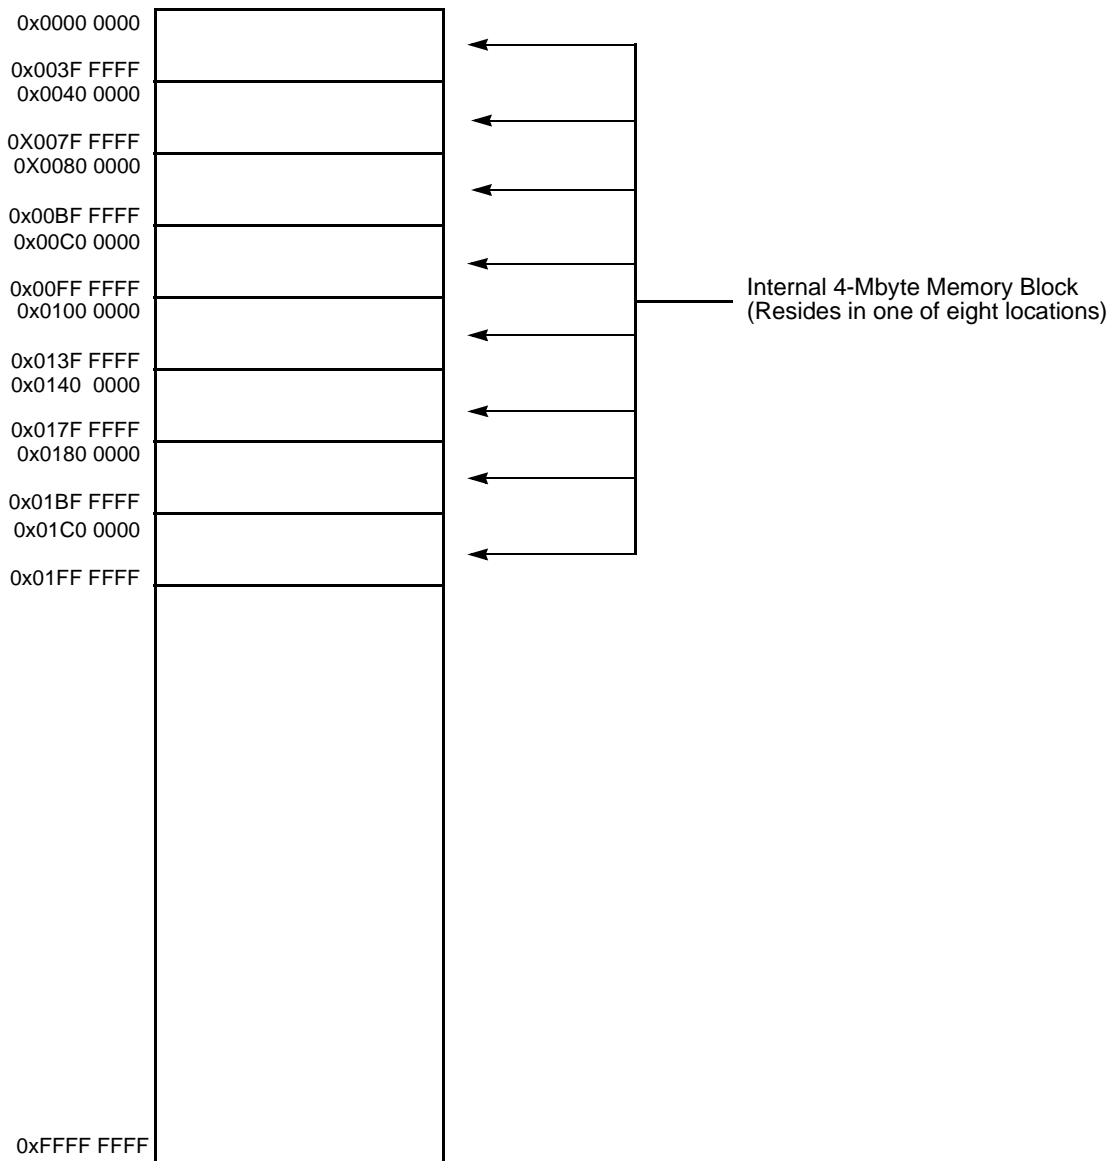 0x0000 0000
0x003F FFFF
0x0040 0000
0X007F FFFF
0X0080 0000
0x00BF FFFF
0x00C0 0000
0x00FF FFFF
0x0100 0000
0x013F FFFF
0x0140  0000
0x017F FFFF
0x0180 0000
0x01BF FFFF
0x01C0 0000
0x01FF FFFF
0xFFFF FFFF
Internal 4-Mbyte Memory Block
(Resides in one of eight locations)